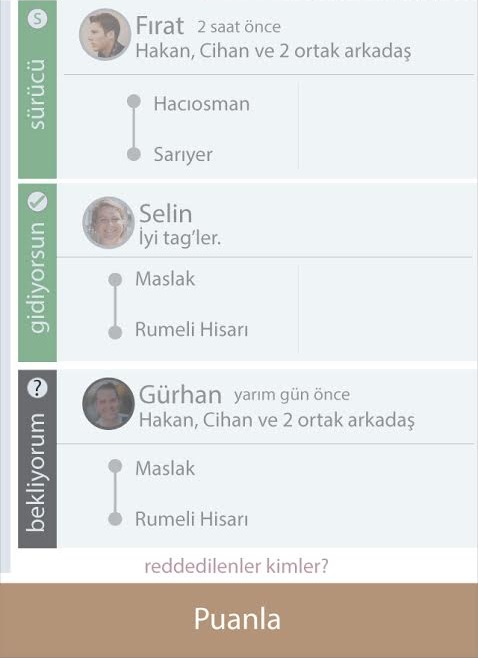 S
sürücü
Fırat 2 saat önce
Hakan, Cihan ve 2 ortak arkadaş
Hacıosman
Sarıyer
gidiyorsun
Selin
İyi tag'ler.
Maslak
Rumeli Hisarı
?
bekliyorum
Gürhan yarım gün önce
Hakan, Cihan ve 2 ortak arkadaş
Maslak
Rumeli Hisarı
reddedilenler kimler?
Puanla